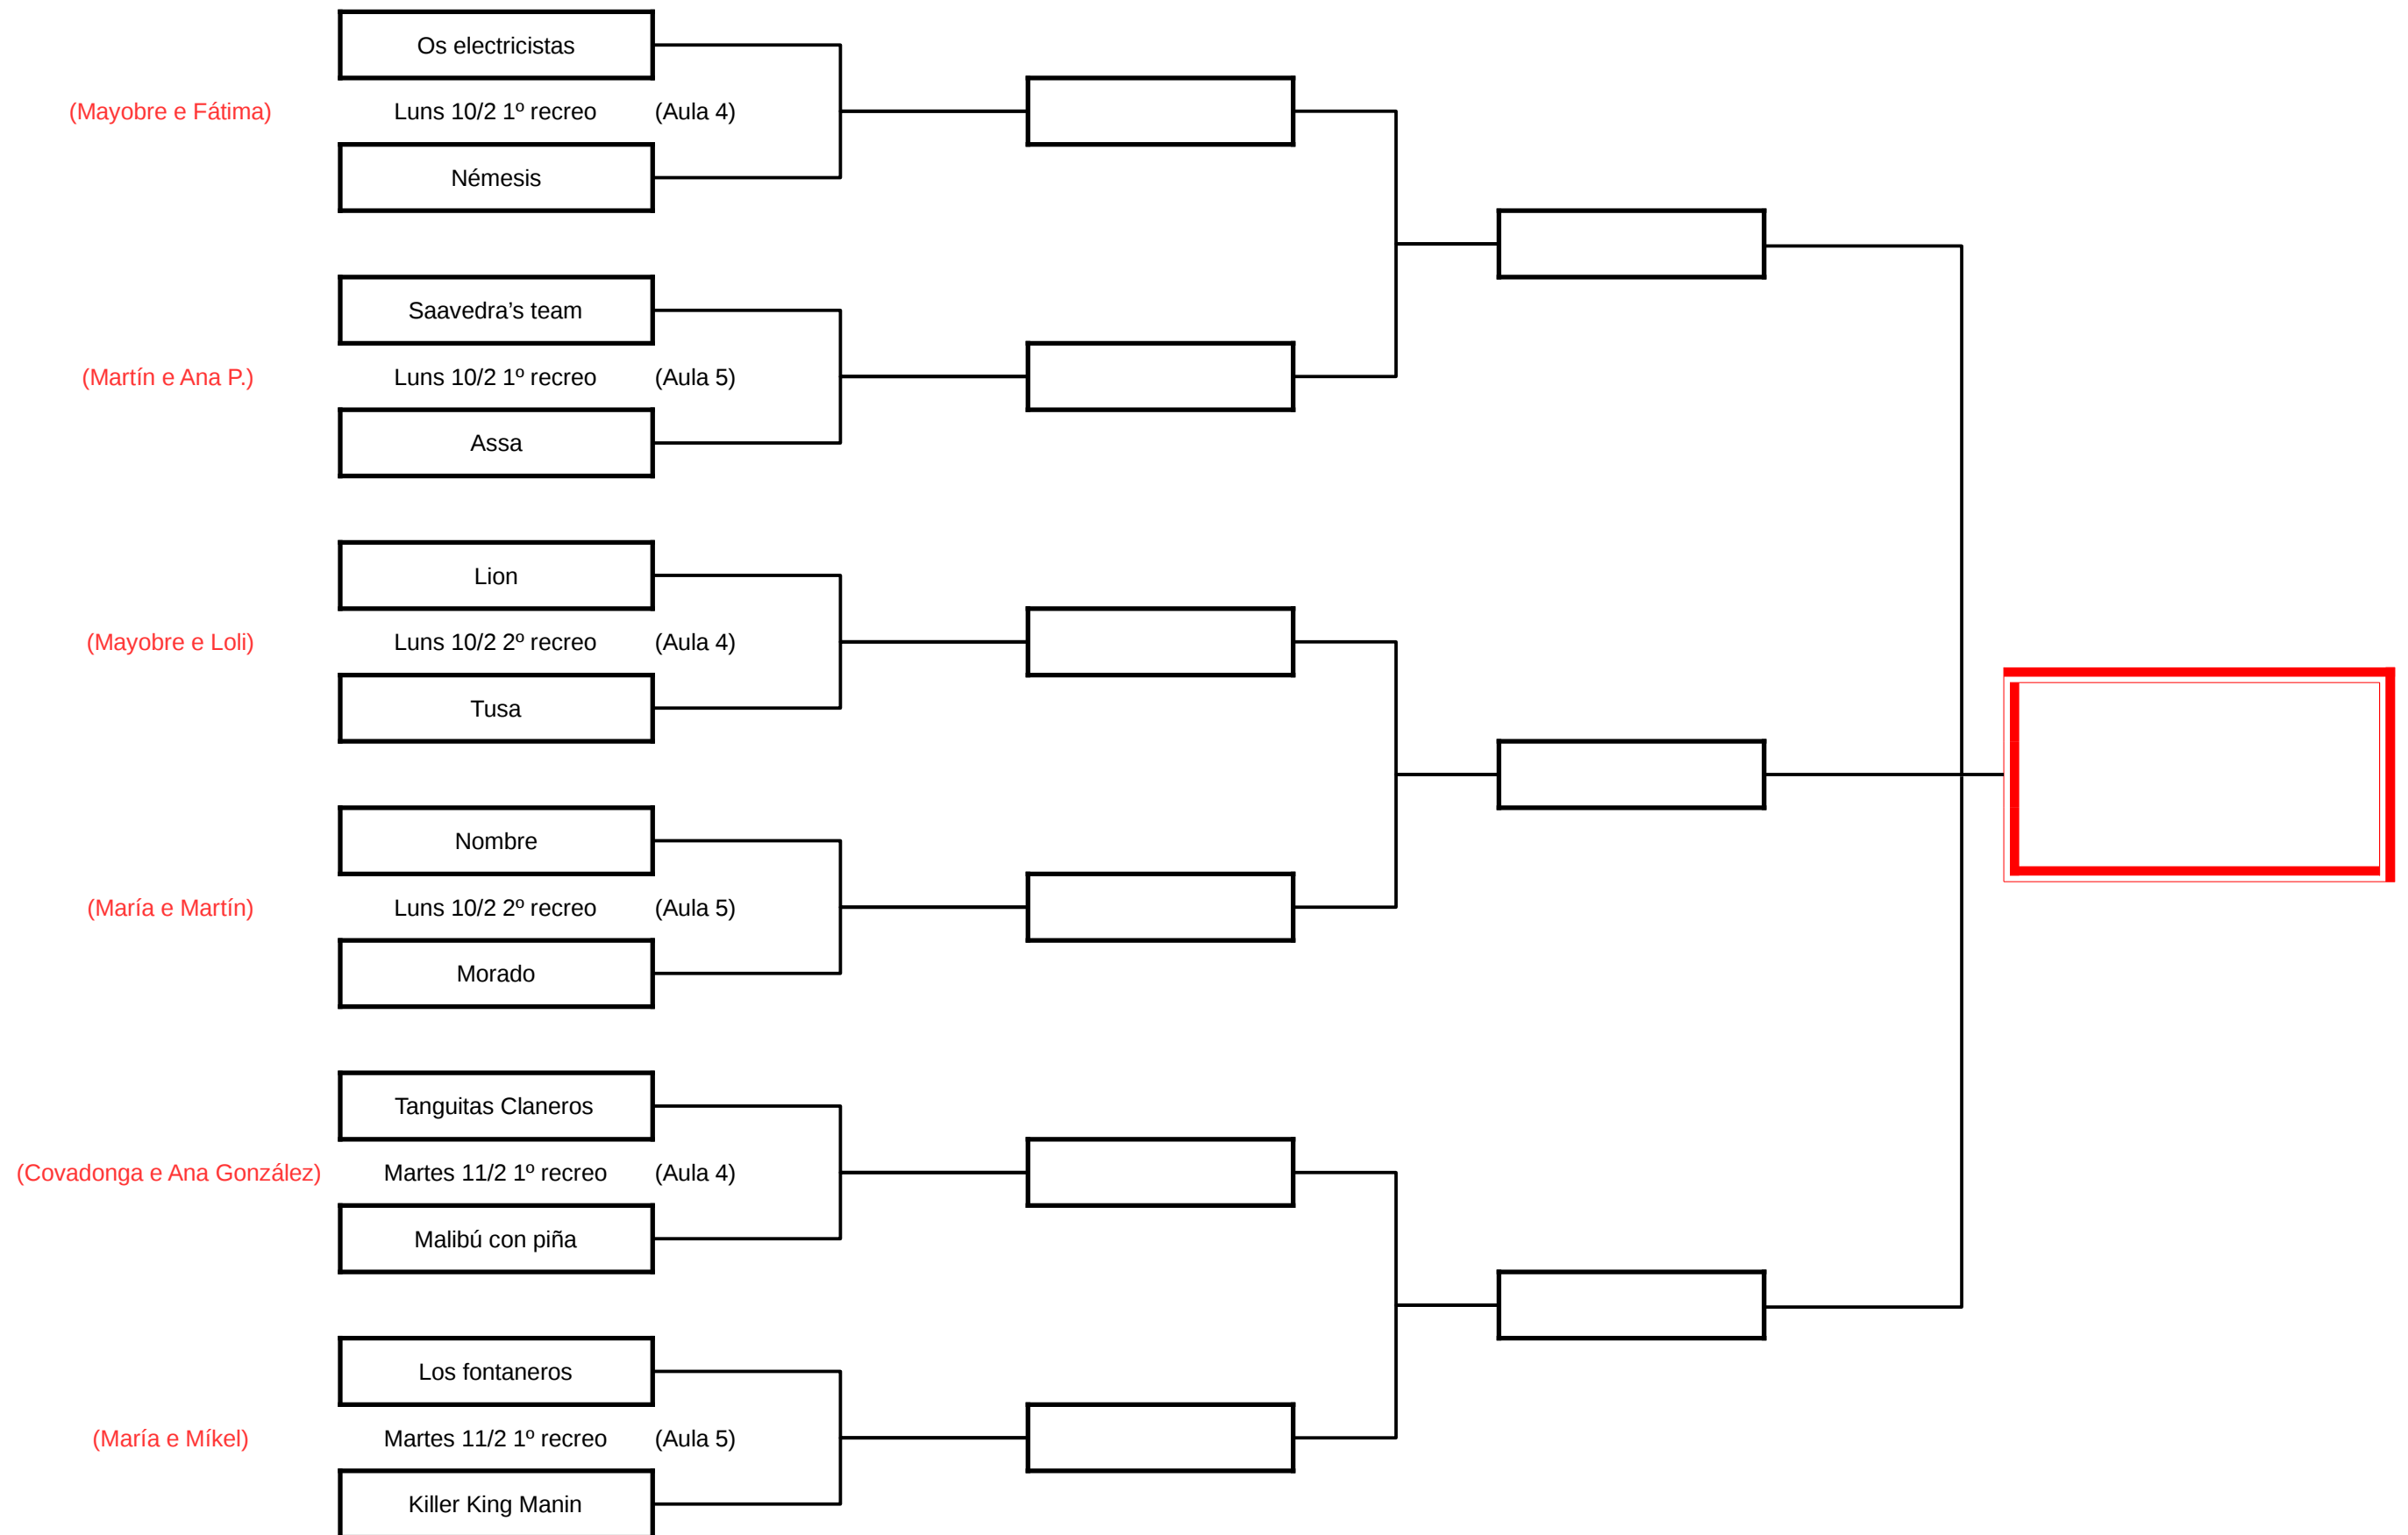 Os electricistas
(Mayobre e Fátima) Luns 10/2 1º recreo (Aula 4)
Némesis
Saavedra’s team
(Martín e Ana P.) Luns 10/2 1º recreo (Aula 5)
Assa
Lion
(Mayobre e Loli) Luns 10/2 2º recreo (Aula 4)
Tusa
Nombre
(María e Martín) Luns 10/2 2º recreo (Aula 5)
Morado
Tanguitas Claneros
(Covadonga e Ana González) Martes 11/2 1º recreo (Aula 4)
Malibú con piña
Los fontaneros
(María e Míkel) Martes 11/2 1º recreo (Aula 5)
Killer King Manin